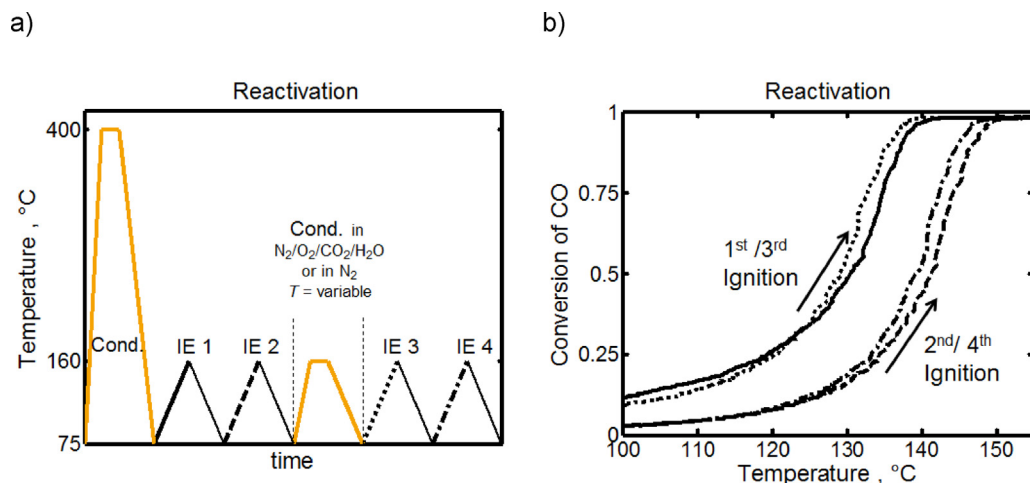 a)
Reactivation
Temperature , °C
400
160
75
Cond.
IE 1
IE 2
Cond. in
N₂/O₂/CO₂/H₂O
or in N₂
T = variable
IE 3
IE 4
time
b)
Reactivation
Conversion of CO
1
0.75
0.5
0.25
0
1ˢᵗ /3ʳᵈ
Ignition
2ⁿᵈ/ 4ᵗʰ
Ignition
100 110 120 130 140 150
Temperature , °C